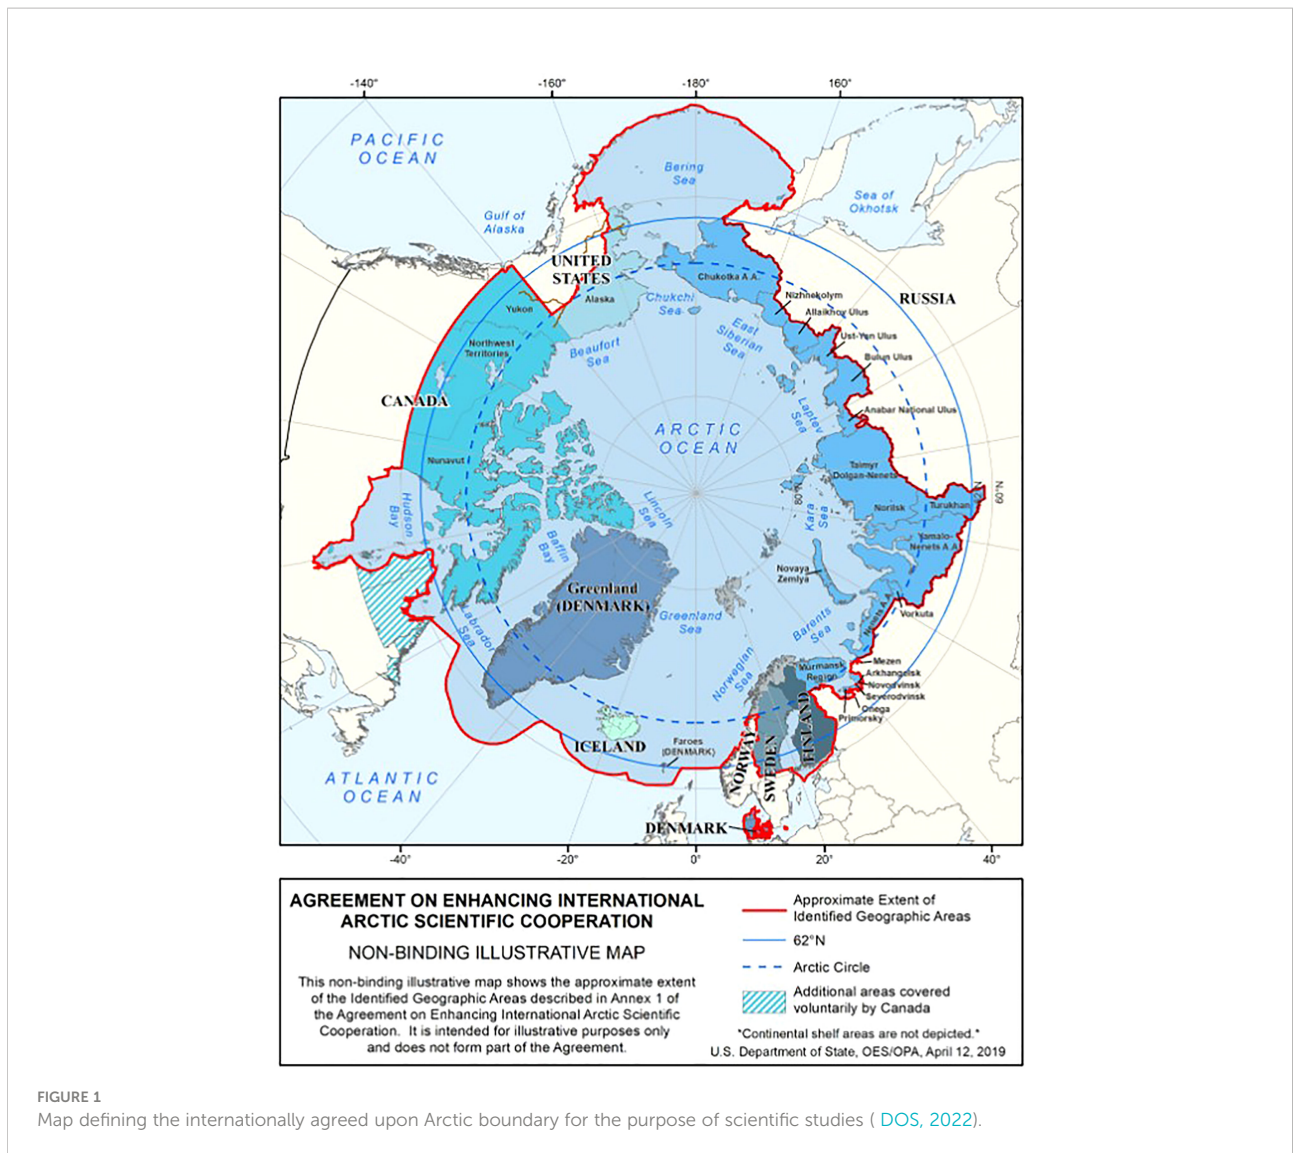 -140°
-160°
-180°
160°
PACIFIC
OCEAN
Bering
Sea
Sea of
Okhotsk
Gulf of
Alaska
UNITED
STATES
Chukotka A.A.
RUSSIA
Nizhnekolym
Alaska
Chukchi
Sea
Yukon
Allaikhov Ulus
East
Siberian
Sea
Ust-Yan Ulus
Northwest
Territories
Beaufort
Sea
Bulun Ulus
CANADA
Laptev
Sea
Anabar National Ulus
ARCTIC
OCEAN
Nunavut
Taimyr
Dolgan-Nenets
80°N
62°N
60°N
Hudson
Bay
Lincoln
Sea
Kara
Sea
Norilsk
Turukhan
Baffin
Bay
Yamalo-
Nenets A.A.
Novaya
Zemlya
Greenland
(DENMARK)
Greenland
Sea
Barents
Sea
Nenets A.A.
Vorkuta
Labrador
Sea
Norwegian
Sea
Murmansk
Region
Mezen
Arkhangelsk
Novodvinsk
Severodvinsk
Onega
Primorsky
ICELAND
Faroes
(DENMARK)
NORWAY
SWEDEN
FINLAND
ATLANTIC
OCEAN
DENMARK
-40°
-20°
0°
20°
40°
AGREEMENT ON ENHANCING INTERNATIONAL
ARCTIC SCIENTIFIC COOPERATION
NON-BINDING ILLUSTRATIVE MAP
This non-binding illustrative map shows the approximate extent
of the Identified Geographic Areas described in Annex 1 of
the Agreement on Enhancing International Arctic Scientific
Cooperation. It is intended for illustrative purposes only
and does not form part of the Agreement.
Approximate Extent of
Identified Geographic Areas
62°N
Arctic Circle
Additional areas covered
voluntarily by Canada
*Continental shelf areas are not depicted.*
U.S. Department of State, OES/OPA, April 12, 2019
FIGURE 1
Map defining the internationally agreed upon Arctic boundary for the purpose of scientific studies ( DOS, 2022).